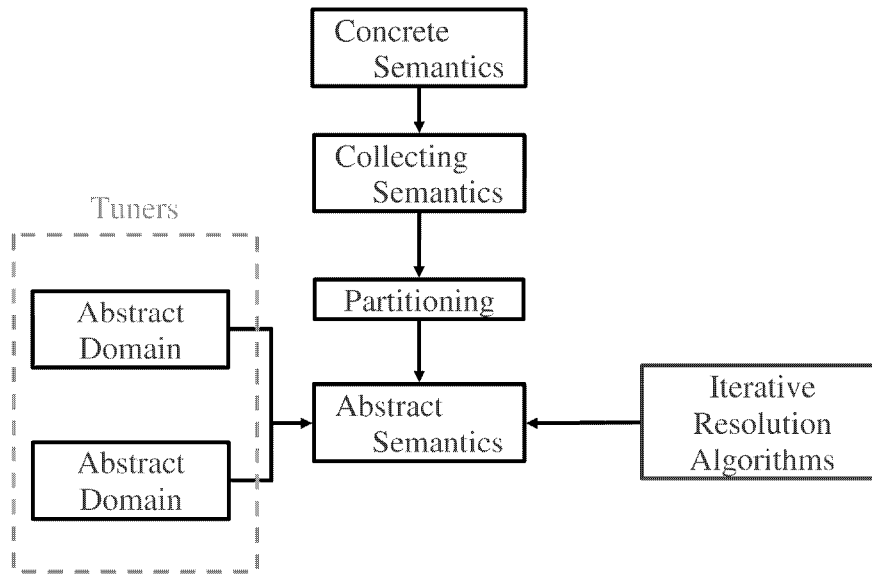 Concrete
Semantics
Collecting
Semantics
Tuners
Partitioning
Abstract
Domain
Abstract
Semantics
Iterative
Resolution
Algorithms
Abstract
Domain